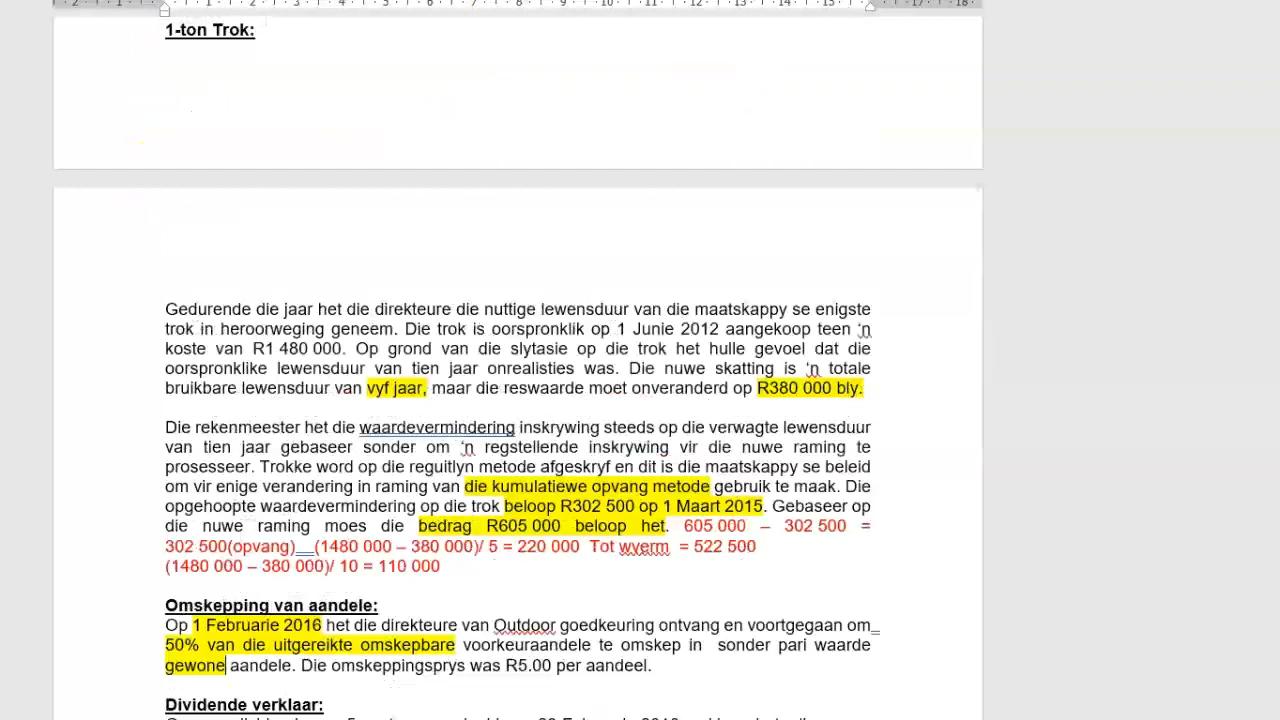 1-ton Trok:
Gedurende die jaar het die direkteure die nuttige lewensduur van die maatskappy se enigste
trok in heroorweging geneem. Die trok is oorspronklik op 1 Junie 2012 aangekoop teen ‘n
koste van R1 480 000. Op grond van die slytasie op die trok het hulle gevoel dat die
oorspronklike lewensduur van tien jaar onrealisties was. Die nuwe skatting is ‘n totale
bruikbare lewensduur van vyf jaar, maar die reswaarde moet onveranderd op R380 000 bly.
Die rekenmeester het die waardevermindering inskrywing steeds op die verwagte lewensduur
van tien jaar gebaseer sonder om ‘n regstellende inskrywing vir die nuwe raming te
prosesseer. Trokke word op die reguitlyn metode afgeskryf en dit is die maatskappy se beleid
om vir enige verandering in raming van die kumulatiewe opvang metode gebruik te maak. Die
opgehoopte waardevermindering op die trok beloop R302 500 op 1 Maart 2015. Gebaseer op
die nuwe raming moes die bedrag R605 000 beloop het. 605 000 – 302 500 =
302 500(opvang)__(1480 000 – 380 000)/ 5 = 220 000 Tot wverm = 522 500
(1480 000 – 380 000)/ 10 = 110 000
Omskepping van aandele:
Op 1 Februarie 2016 het die direkteure van Outdoor goedkeuring ontvang en voortgegaan om
50% van die uitgereikte omskepbare voorkeuraandele te omskep in sonder pari waarde
gewone aandele. Die omskeppingsprys was R5.00 per aandeel.
Dividende verklaar: